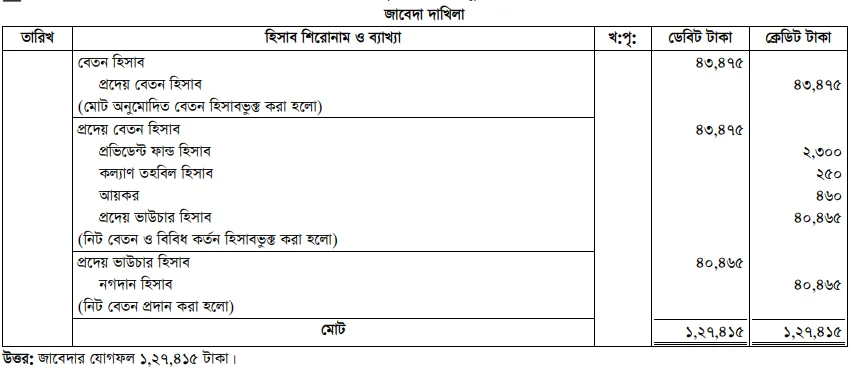 জাবেদা দাখিলা
তারিখ হিসাব শিরোনাম ও ব্যাখ্যা খ:পৃ: ডেবিট টাকা ক্রেডিট টাকা
বেতন হিসাব ৪৩,৪৭৫
প্রদেয় বেতন হিসাব ৪৩,৪৭৫
(মোট অনুমোদিত বেতন হিসাবভুক্ত করা হলো)
প্রদেয় বেতন হিসাব ৪৩,৪৭৫
প্রভিডেন্ট ফান্ড হিসাব ২,৩০০
কল্যাণ তহবিল হিসাব ২৫০
আয়কর ৪৬০
প্রদেয় ভাউচার হিসাব ৪০,৪৬৫
(নিট বেতন ও বিবিধ কর্তন হিসাবভুক্ত করা হলো)
প্রদেয় ভাউচার হিসাব ৪০,৪৬৫
নগদান হিসাব ৪০,৪৬৫
(নিট বেতন প্রদান করা হলো)
মোট ১,২৭,৪১৫ ১,২৭,৪১৫
উত্তর: জাবেদার যোগফল ১,২৭,৪১৫ টাকা।